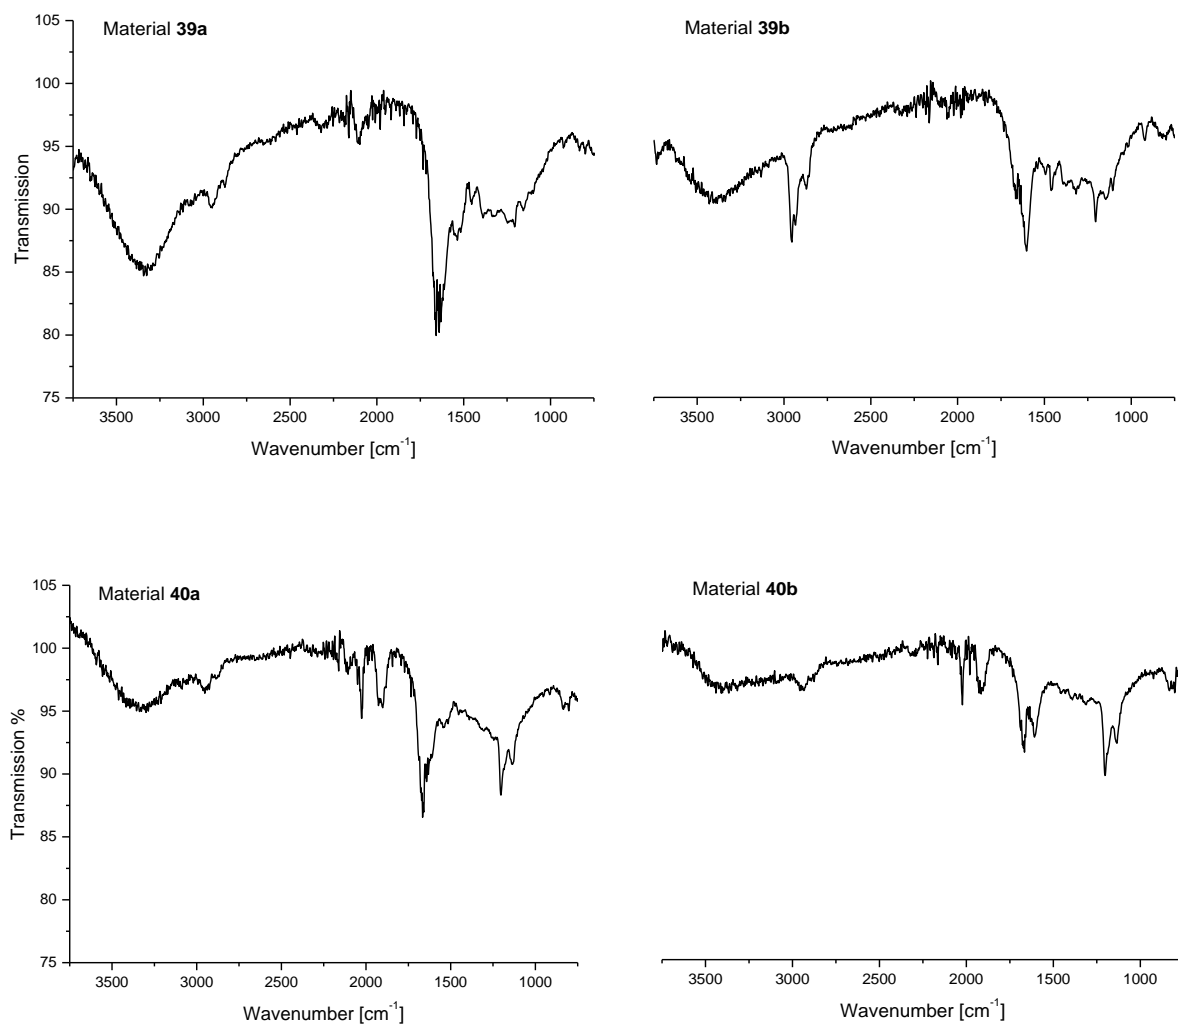 Material 39a
105
100
95
90
85
80
75
Transmission
3500 3000 2500 2000 1500 1000
Wavenumber [cm⁻¹]
Material 39b
3500 3000 2500 2000 1500 1000
Wavenumber [cm⁻¹]
Material 40a
105
100
95
90
85
80
75
Transmission %
3500 3000 2500 2000 1500 1000
Wavenumber [cm⁻¹]
Material 40b
3500 3000 2500 2000 1500 1000
Wavenumber [cm⁻¹]